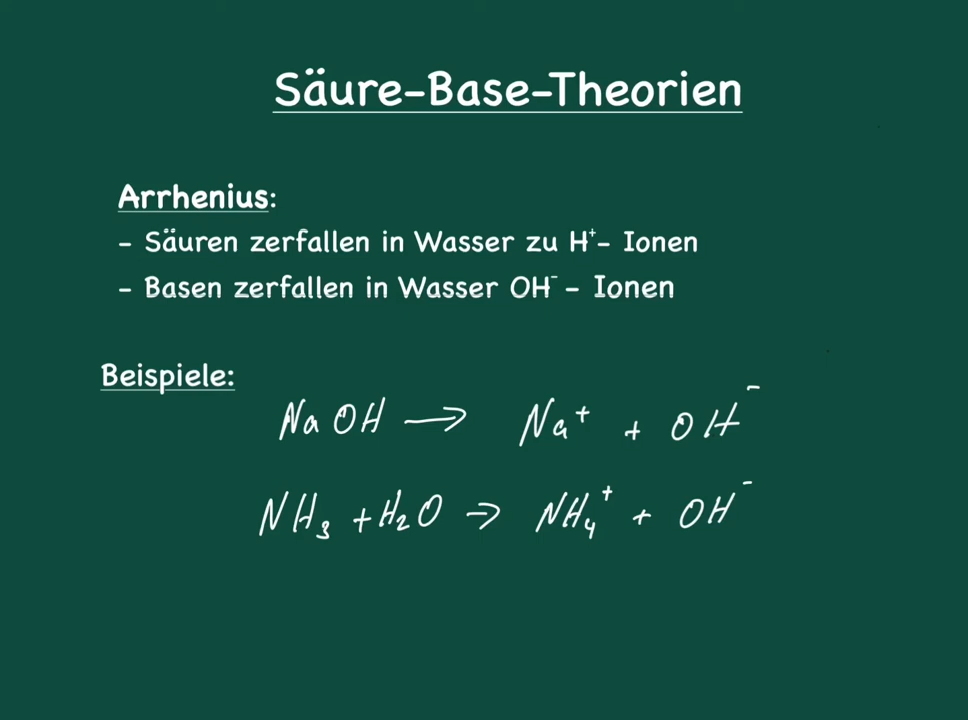 Säure-Base-Theorien
Arrhenius:
- Säuren zerfallen in Wasser zu H⁺- Ionen
- Basen zerfallen in Wasser OH⁻ - Ionen
Beispiele:
NaOH → Na⁺ + OH⁻
NH₃ + H₂O → NH₄⁺ + OH⁻